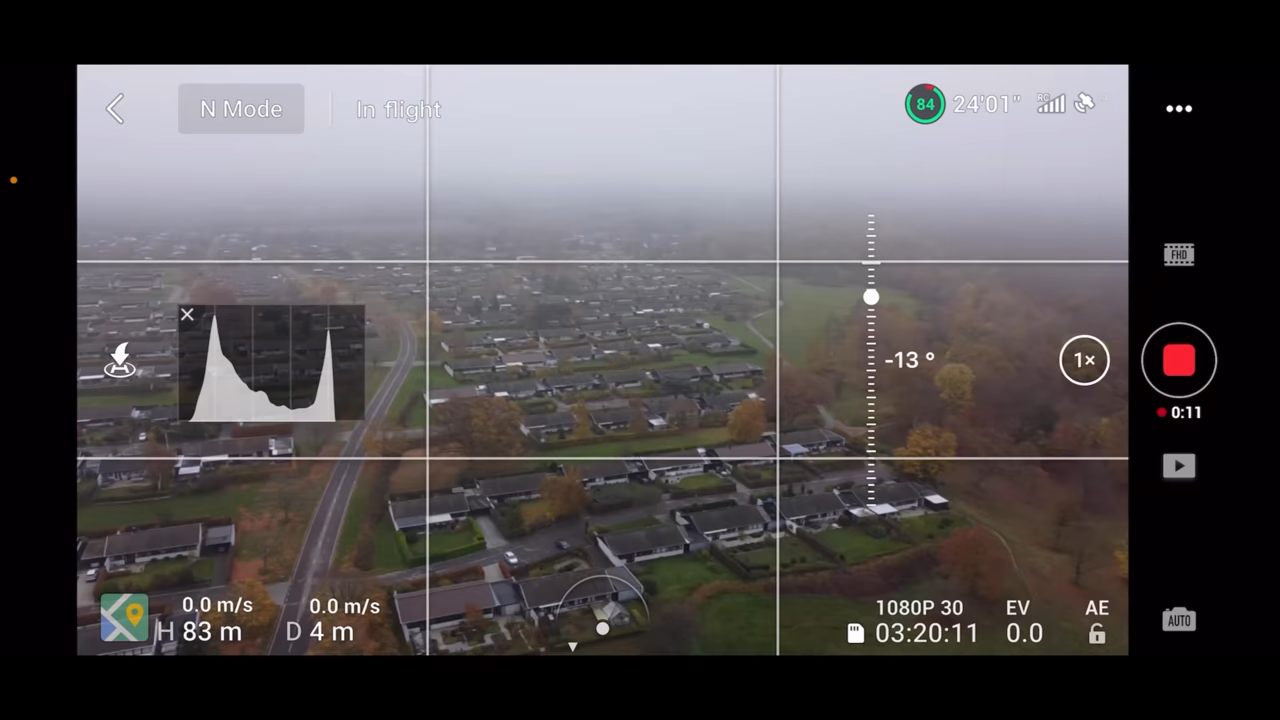 N Mode
In flight
84
24'01"
RC
FHD
-13 °
1×
0:11
0.0 m/s
0.0 m/s
H 83 m
D 4 m
1080P 30
EV
AE
03:20:11
0.0
AUTO